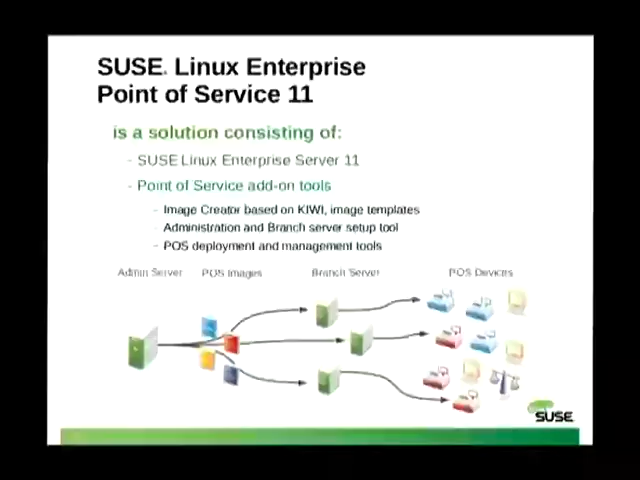 SUSE. Linux Enterprise
Point of Service 11
is a solution consisting of:
- SUSE Linux Enterprise Server 11
- Point of Service add-on tools
- Image Creator based on KIWI, image templates
- Administration and Branch server setup tool
- POS deployment and management tools
Admin Server POS Images Branch Server POS Devices
SUSE